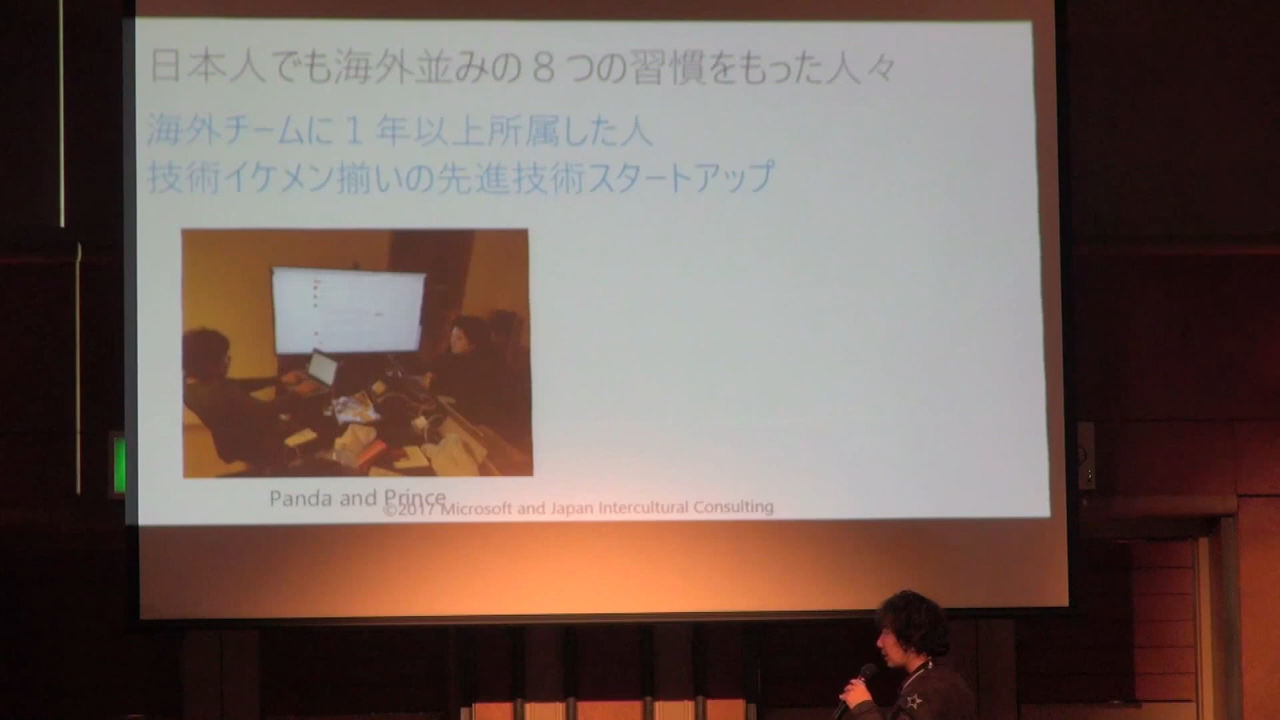 日本人でも海外並みの８つの習慣をもった人々
海外チームに１年以上所属した人
技術イケメン揃いの先進技術スタートアップ
Panda and Prince
©2017 Microsoft and Japan Intercultural Consulting